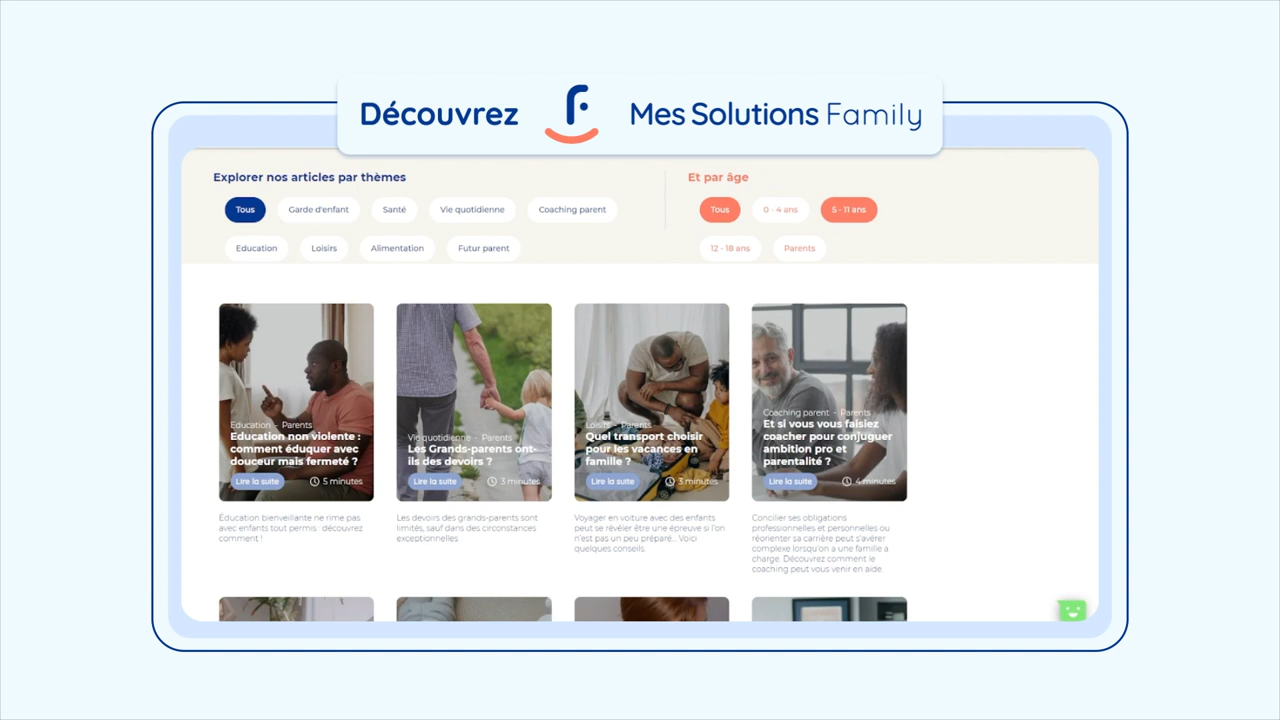 Découvrez
Mes Solutions Family
Explorer nos articles par thèmes
Et par âge
Tous
Garde d'enfant
Santé
Vie quotidienne
Coaching parent
Tous
0 - 4 ans
5 - 11 ans
Education
Loisirs
Alimentation
Futur parent
12 - 18 ans
Parents
Education - Parents
Education non violente :
comment éduquer avec
douceur mais fermeté ?
Lire la suite
5 minutes
Éducation bienveillante ne rime pas
avec enfants tout permis : découvrez
comment !
Vie quotidienne - Parents
Les Grands-parents ont-
ils des devoirs ?
Lire la suite
3 minutes
Les devoirs des grands-parents sont
limités, sauf dans des circonstances
exceptionnelles
Loisirs - Parents
Quel transport choisir
pour les vacances en
famille ?
Lire la suite
3 minutes
Voyager en voiture avec des enfants
peut se révéler être une épreuve si l'on
n'est pas un peu préparé... Voici
quelques conseils.
Coaching parent - Parents
Et si vous vous faisiez
coacher pour conjuguer
ambition pro et
parentalité ?
Lire la suite
4 minutes
Concilier ses obligations
professionnelles et personnelles ou
réorienter sa carrière peut s'avérer
complexe lorsqu'on a une famille a
charge. Découvrez comment le
coaching peut vous venir en aide.